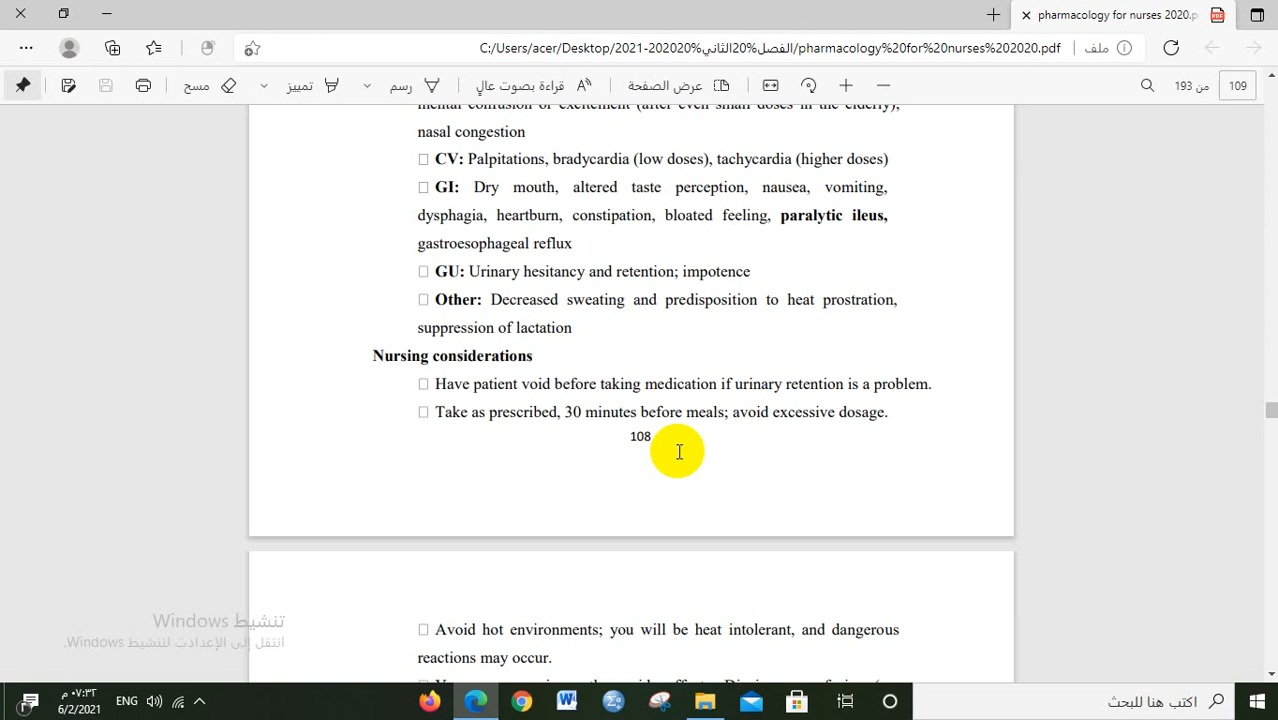 pharmacology for nurses 2020.p
C:/Users/acer/Desktop/2021-202020%الفصل%20الثاني/pharmacology%20for%20nurses%202020.pdf
ملف
مسح
تمييز
رسم
قراءة بصوت عالٍ
عرض الصفحة
من 193
109
mental confusion or excitement (after even small doses in the elderly),
nasal congestion
CV: Palpitations, bradycardia (low doses), tachycardia (higher doses)
GI: Dry mouth, altered taste perception, nausea, vomiting,
dysphagia, heartburn, constipation, bloated feeling, paralytic ileus,
gastroesophageal reflux
GU: Urinary hesitancy and retention; impotence
Other: Decreased sweating and predisposition to heat prostration,
suppression of lactation
Nursing considerations
Have patient void before taking medication if urinary retention is a problem.
Take as prescribed, 30 minutes before meals; avoid excessive dosage.
108
Avoid hot environments; you will be heat intolerant, and dangerous
reactions may occur.
تنشيط Windows
انتقل إلى الإعدادات لتنشيط Windows.
٠٧:٣٣ م
6/2/2021
ENG
اكتب هنا للبحث